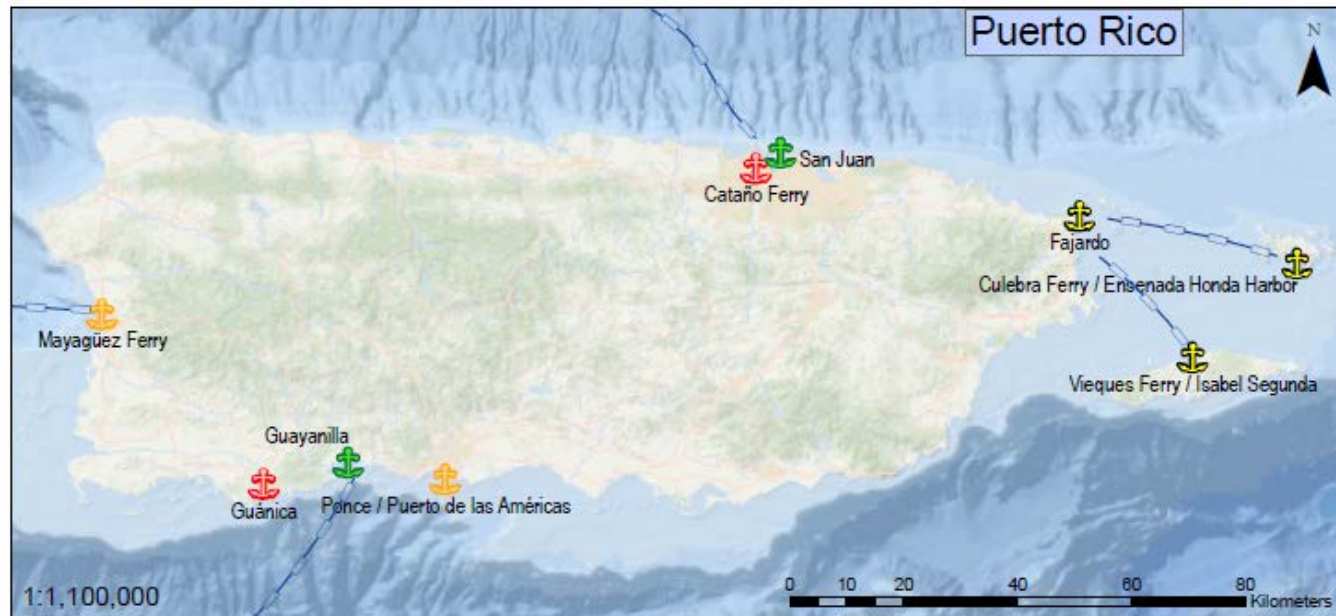 Puerto Rico
N
San Juan
Cataño Ferry
Fajardo
Culebra Ferry / Ensenada Honda Harbor
Mayagüez Ferry
Vieques Ferry / Isabel Segunda
Guayanilla
Guánica
Ponce / Puerto de las Américas
1:1,100,000
0 10 20 40 60 80
Kilometers